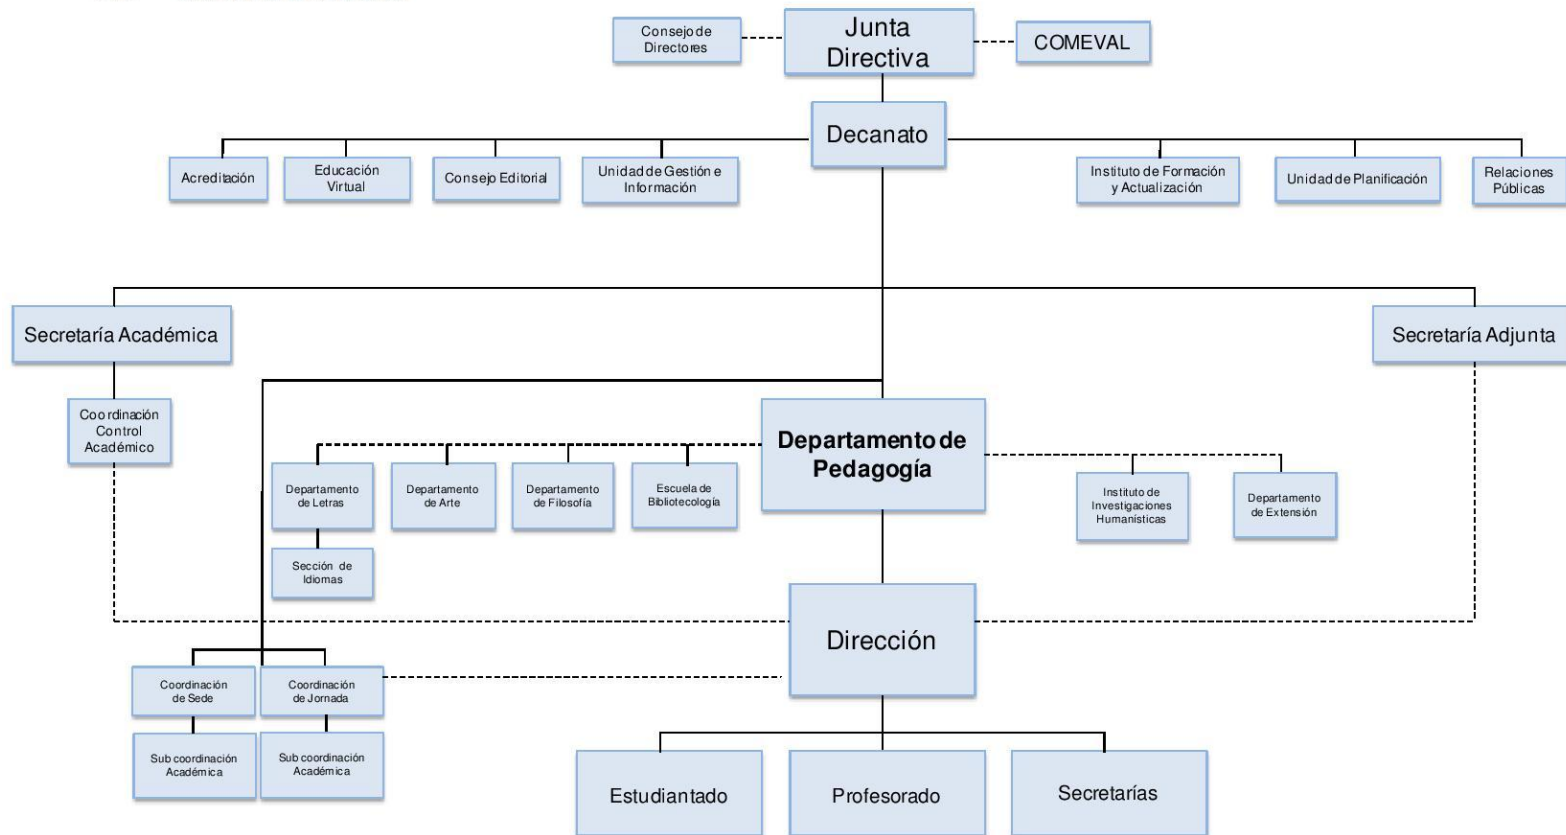 Consejo de
Directores
Junta
Directiva
COMEVAL
Decanato
Acreditación
Educación
Virtual
Consejo Editorial
Unidad de Gestión e
Información
Instituto de Formación
y Actualización
Unidad de Planificación
Relaciones
Públicas
Secretaría Académica
Secretaría Adjunta
Coordinación
Control
Académico
Departamento de
Pedagogía
Departamento
de Letras
Departamento
de Arte
Departamento
de Filosofía
Escuela de
Bibliotecología
Instituto de
Investigaciones
Humanísticas
Departamento
de Extensión
Sección de
Idiomas
Dirección
Coordinación
de Sede
Coordinación
de Jornada
Sub coordinación
Académica
Sub coordinación
Académica
Estudiantado
Profesorado
Secretarías